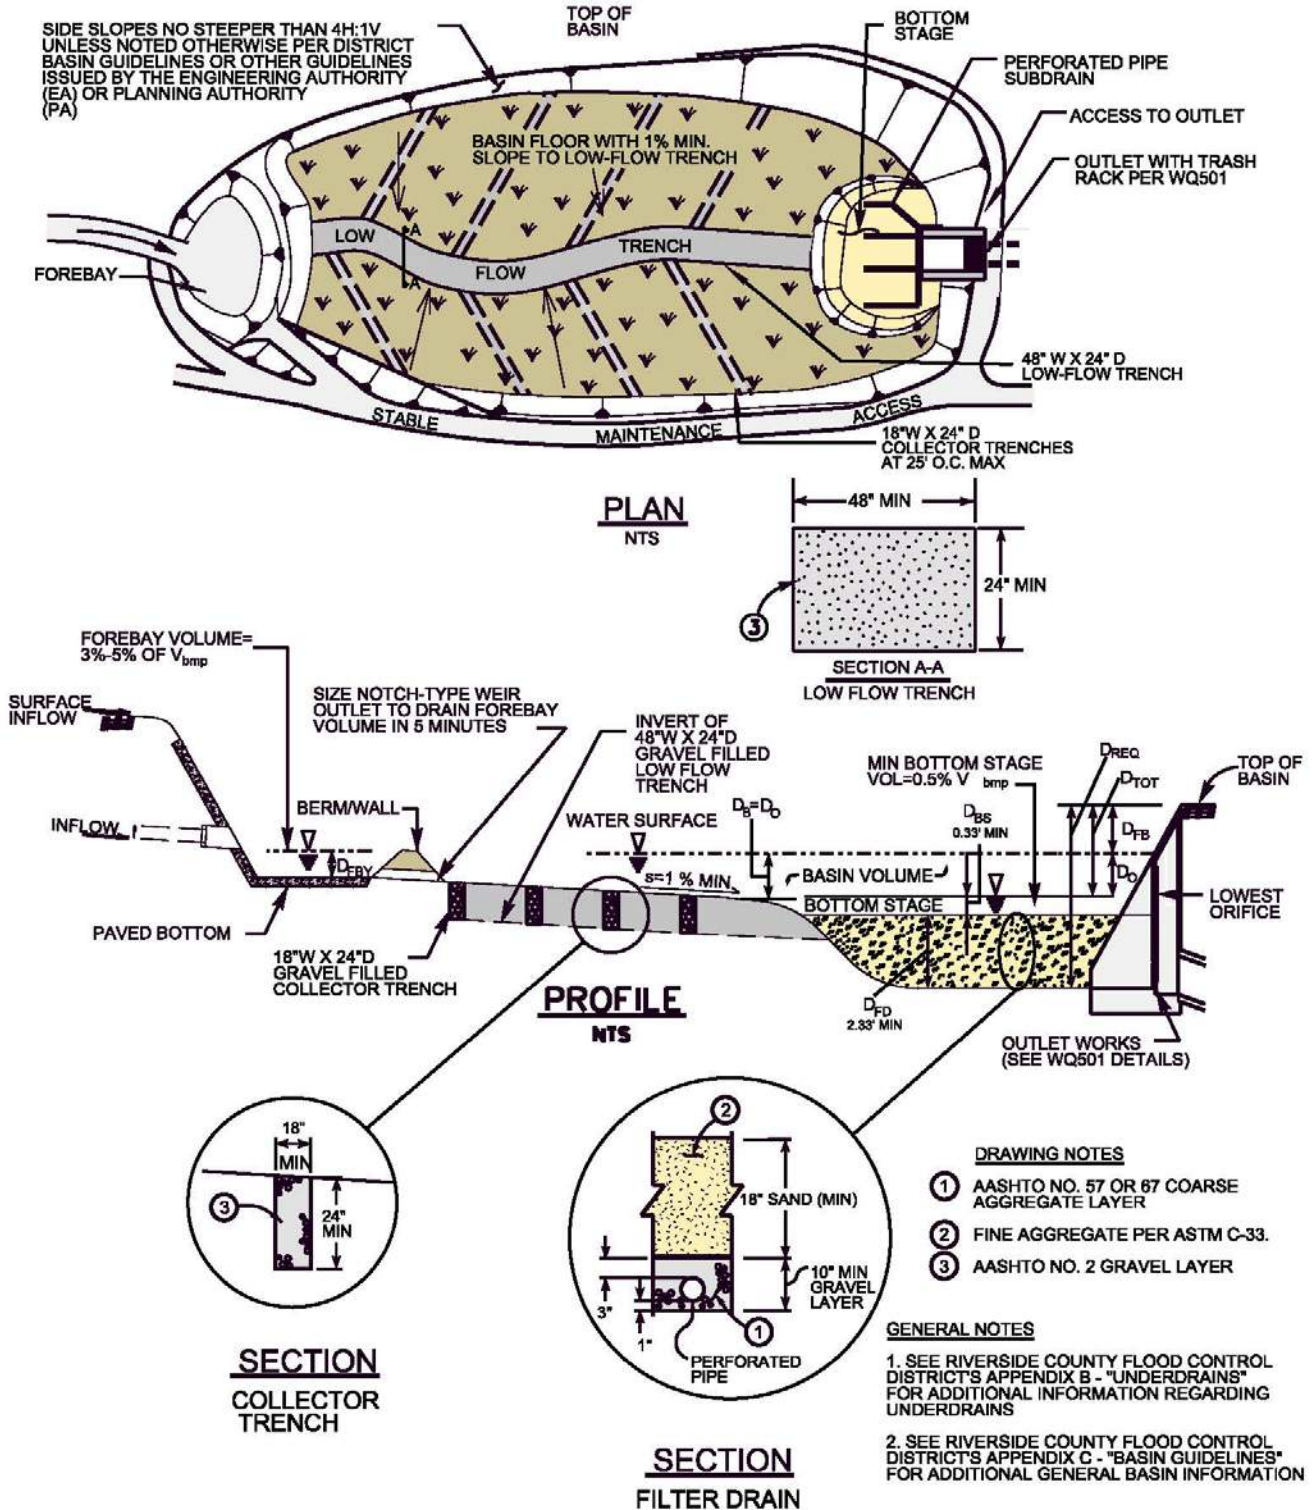 SIDE SLOPES NO STEEPER THAN 4H:1V
UNLESS NOTED OTHERWISE PER DISTRICT
BASIN GUIDELINES OR OTHER GUIDELINES
ISSUED BY THE ENGINEERING AUTHORITY
(EA) OR PLANNING AUTHORITY
(PA)
TOP OF
BASIN
BOTTOM
STAGE
PERFORATED PIPE
SUBDRAIN
ACCESS TO OUTLET
OUTLET WITH TRASH
RACK PER WQ501
BASIN FLOOR WITH 1% MIN.
SLOPE TO LOW-FLOW TRENCH
LOW
A
A
FLOW
TRENCH
FOREBAY
48" W X 24" D
LOW-FLOW TRENCH
STABLE
MAINTENANCE
ACCESS
18"W X 24" D
COLLECTOR TRENCHES
AT 25' O.C. MAX
PLAN
NTS
48" MIN
24" MIN
3
SECTION A-A
LOW FLOW TRENCH
FOREBAY VOLUME=
3%-5% OF Vbmp
SURFACE
INFLOW
SIZE NOTCH-TYPE WEIR
OUTLET TO DRAIN FOREBAY
VOLUME IN 5 MINUTES
INVERT OF
48"W X 24"D
GRAVEL FILLED
LOW FLOW
TRENCH
MIN BOTTOM STAGE
VOL=0.5% V bmp
DREQ
DTOT
TOP OF
BASIN
INFLOW
BERM/WALL
WATER SURFACE
DB=DO
DBS
0.33' MIN
DFB
DFBY
s=1 % MIN
BASIN VOLUME
DO
BOTTOM STAGE
LOWEST
ORIFICE
PAVED BOTTOM
18"W X 24"D
GRAVEL FILLED
COLLECTOR TRENCH
PROFILE
NTS
DFD
2.33' MIN
OUTLET WORKS
(SEE WQ501 DETAILS)
18"
MIN
3
24"
MIN
SECTION
COLLECTOR
TRENCH
2
18" SAND (MIN)
10" MIN
GRAVEL
LAYER
3"
1"
1
PERFORATED
PIPE
SECTION
FILTER DRAIN
DRAWING NOTES
1 AASHTO NO. 57 OR 67 COARSE
AGGREGATE LAYER
2 FINE AGGREGATE PER ASTM C-33.
3 AASHTO NO. 2 GRAVEL LAYER
GENERAL NOTES
1. SEE RIVERSIDE COUNTY FLOOD CONTROL
DISTRICT'S APPENDIX B - "UNDERDRAINS"
FOR ADDITIONAL INFORMATION REGARDING
UNDERDRAINS
2. SEE RIVERSIDE COUNTY FLOOD CONTROL
DISTRICT'S APPENDIX C - "BASIN GUIDELINES"
FOR ADDITIONAL GENERAL BASIN INFORMATION